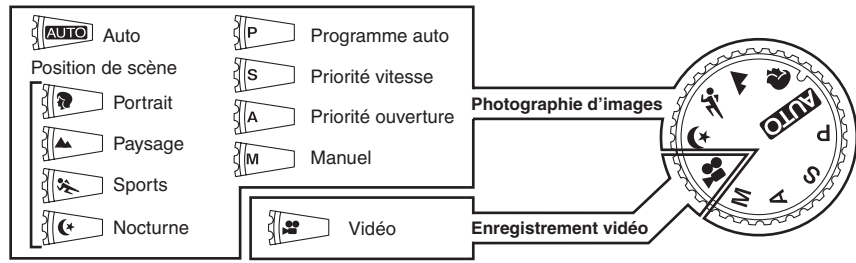 AUTO Auto
Position de scène
Portrait
Paysage
Sports
Nocturne
P Programme auto
S Priorité vitesse
A Priorité ouverture
M Manuel
Vidéo
Photographie d’images
Enregistrement vidéo
AUTO
P
S
A
M